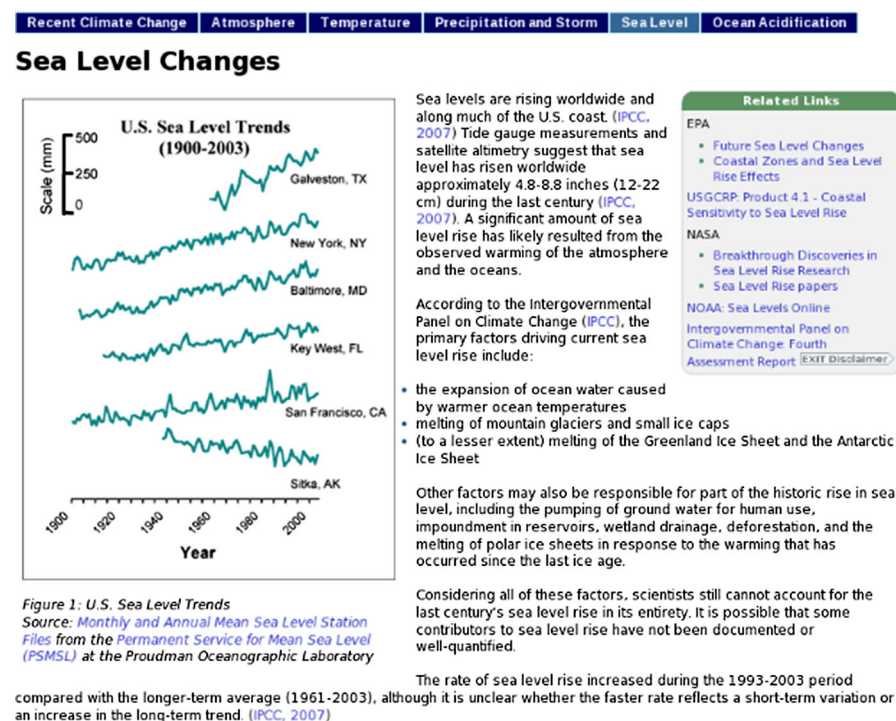 Recent Climate Change Atmosphere Temperature Precipitation and Storm Sea Level Ocean Acidification
Sea Level Changes
U.S. Sea Level Trends
(1900-2003)
Scale (mm)
500
250
0
Galveston, TX
New York, NY
Baltimore, MD
Key West, FL
San Francisco, CA
Sitka, AK
1900 1920 1940 1960 1980 2000
Year
Figure 1: U.S. Sea Level Trends
Source: Monthly and Annual Mean Sea Level Station
Files from the Permanent Service for Mean Sea Level
(PSMSL) at the Proudman Oceanographic Laboratory
Sea levels are rising worldwide and
along much of the U.S. coast. (IPCC,
2007) Tide gauge measurements and
satellite altimetry suggest that sea
level has risen worldwide
approximately 4.8-8.8 inches (12-22
cm) during the last century (IPCC,
2007). A significant amount of sea
level rise has likely resulted from the
observed warming of the atmosphere
and the oceans.
According to the Intergovernmental
Panel on Climate Change (IPCC), the
primary factors driving current sea
level rise include:
• the expansion of ocean water caused
by warmer ocean temperatures
• melting of mountain glaciers and small ice caps
• (to a lesser extent) melting of the Greenland Ice Sheet and the Antarctic
Ice Sheet
Other factors may also be responsible for part of the historic rise in sea
level, including the pumping of ground water for human use,
impoundment in reservoirs, wetland drainage, deforestation, and the
melting of polar ice sheets in response to the warming that has
occurred since the last ice age.
Considering all of these factors, scientists still cannot account for the
last century's sea level rise in its entirety. It is possible that some
contributors to sea level rise have not been documented or
well-quantified.
The rate of sea level rise increased during the 1993-2003 period
compared with the longer-term average (1961-2003), although it is unclear whether the faster rate reflects a short-term variation or
an increase in the long-term trend. (IPCC, 2007)
Related Links
EPA
• Future Sea Level Changes
• Coastal Zones and Sea Level
Rise Effects
USGCRP: Product 4.1 - Coastal
Sensitivity to Sea Level Rise
NASA
• Breakthrough Discoveries in
Sea Level Rise Research
• Sea Level Rise papers
NOAA: Sea Levels Online
Intergovernmental Panel on
Climate Change: Fourth
Assessment Report EXIT Disclaimer